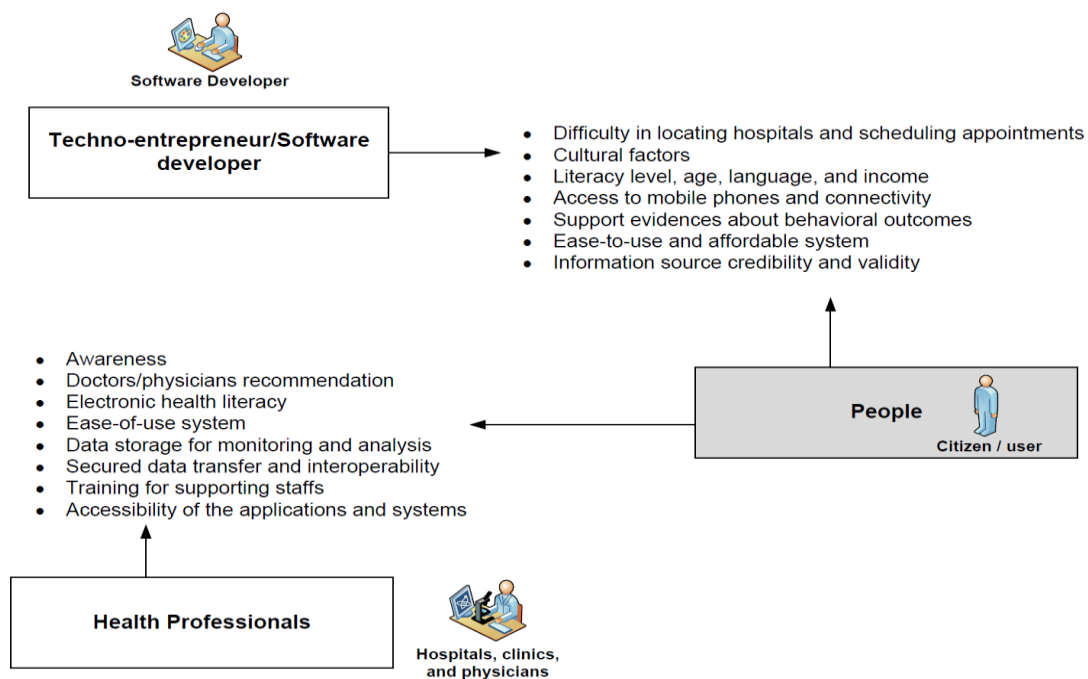 Software Developer
Techno-entrepreneur/Software
developer
• Difficulty in locating hospitals and scheduling appointments
• Cultural factors
• Literacy level, age, language, and income
• Access to mobile phones and connectivity
• Support evidences about behavioral outcomes
• Ease-to-use and affordable system
• Information source credibility and validity
• Awareness
• Doctors/physicians recommendation
• Electronic health literacy
• Ease-of-use system
• Data storage for monitoring and analysis
• Secured data transfer and interoperability
• Training for supporting staffs
• Accessibility of the applications and systems
People
Citizen / user
Health Professionals
Hospitals, clinics,
and physicians